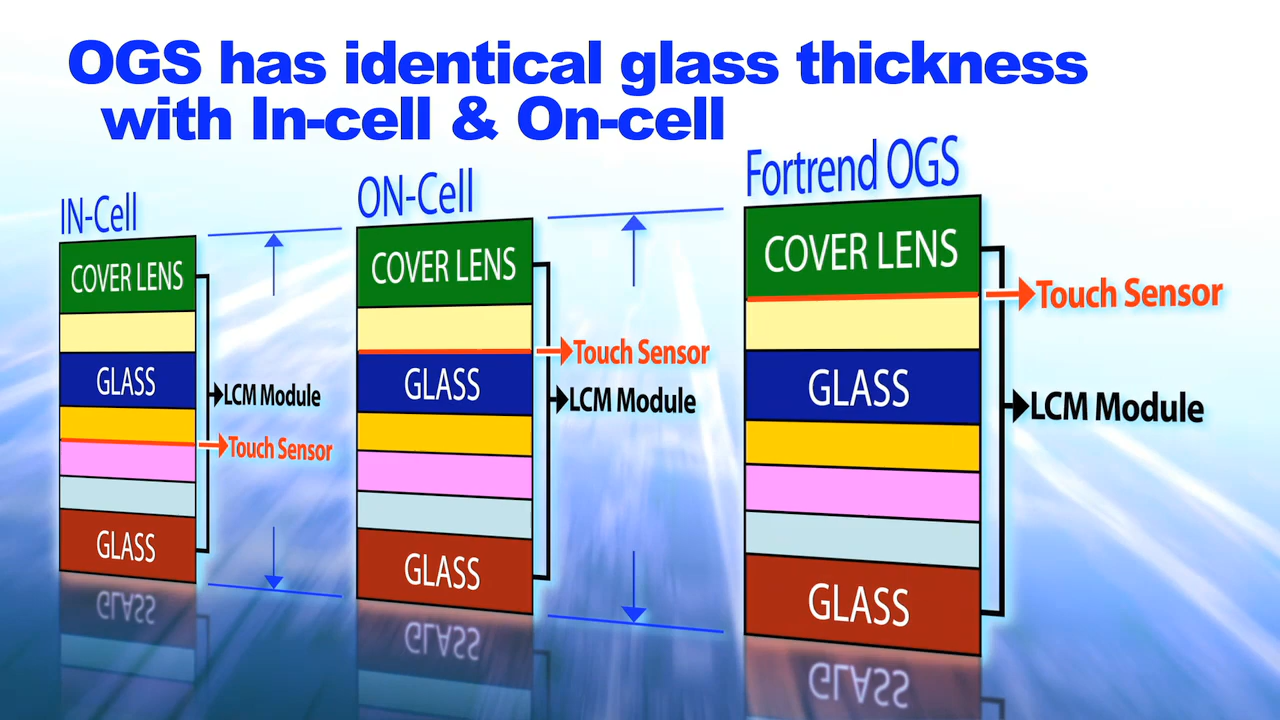 OGS has identical glass thickness
with In-cell & On-cell
IN-Cell
COVER LENS
GLASS
LCM Module
Touch Sensor
GLASS
ON-Cell
COVER LENS
Touch Sensor
GLASS
LCM Module
GLASS
Fortrend OGS
COVER LENS
Touch Sensor
GLASS
LCM Module
GLASS